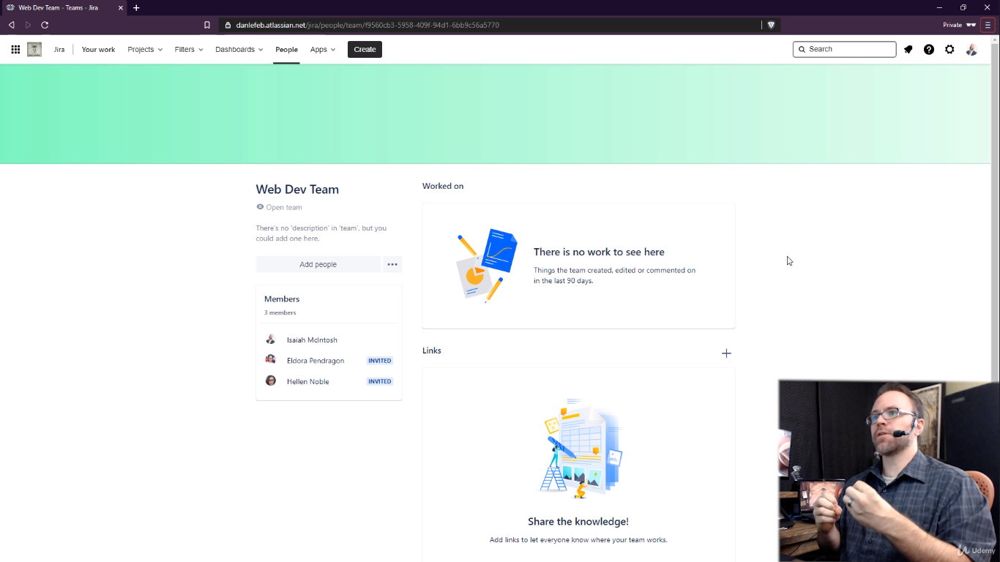 Web Dev Team - Teams - Jira
danlefeb.atlassian.net/jira/people/team/f9560cb3-5958-409f-94d1-6bb9c56a5770
Private
Jira
Your work
Projects
Filters
Dashboards
People
Apps
Create
Search
Web Dev Team
Open team
There's no 'description' in 'team', but you
could add one here.
Add people
Members
3 members
Isaiah McIntosh
Eldora Pendragon INVITED
Hellen Noble INVITED
Worked on
There is no work to see here
Things the team created, edited or commented on
in the last 90 days.
Links
Share the knowledge!
Add links to let everyone know where your team works.
Udemy